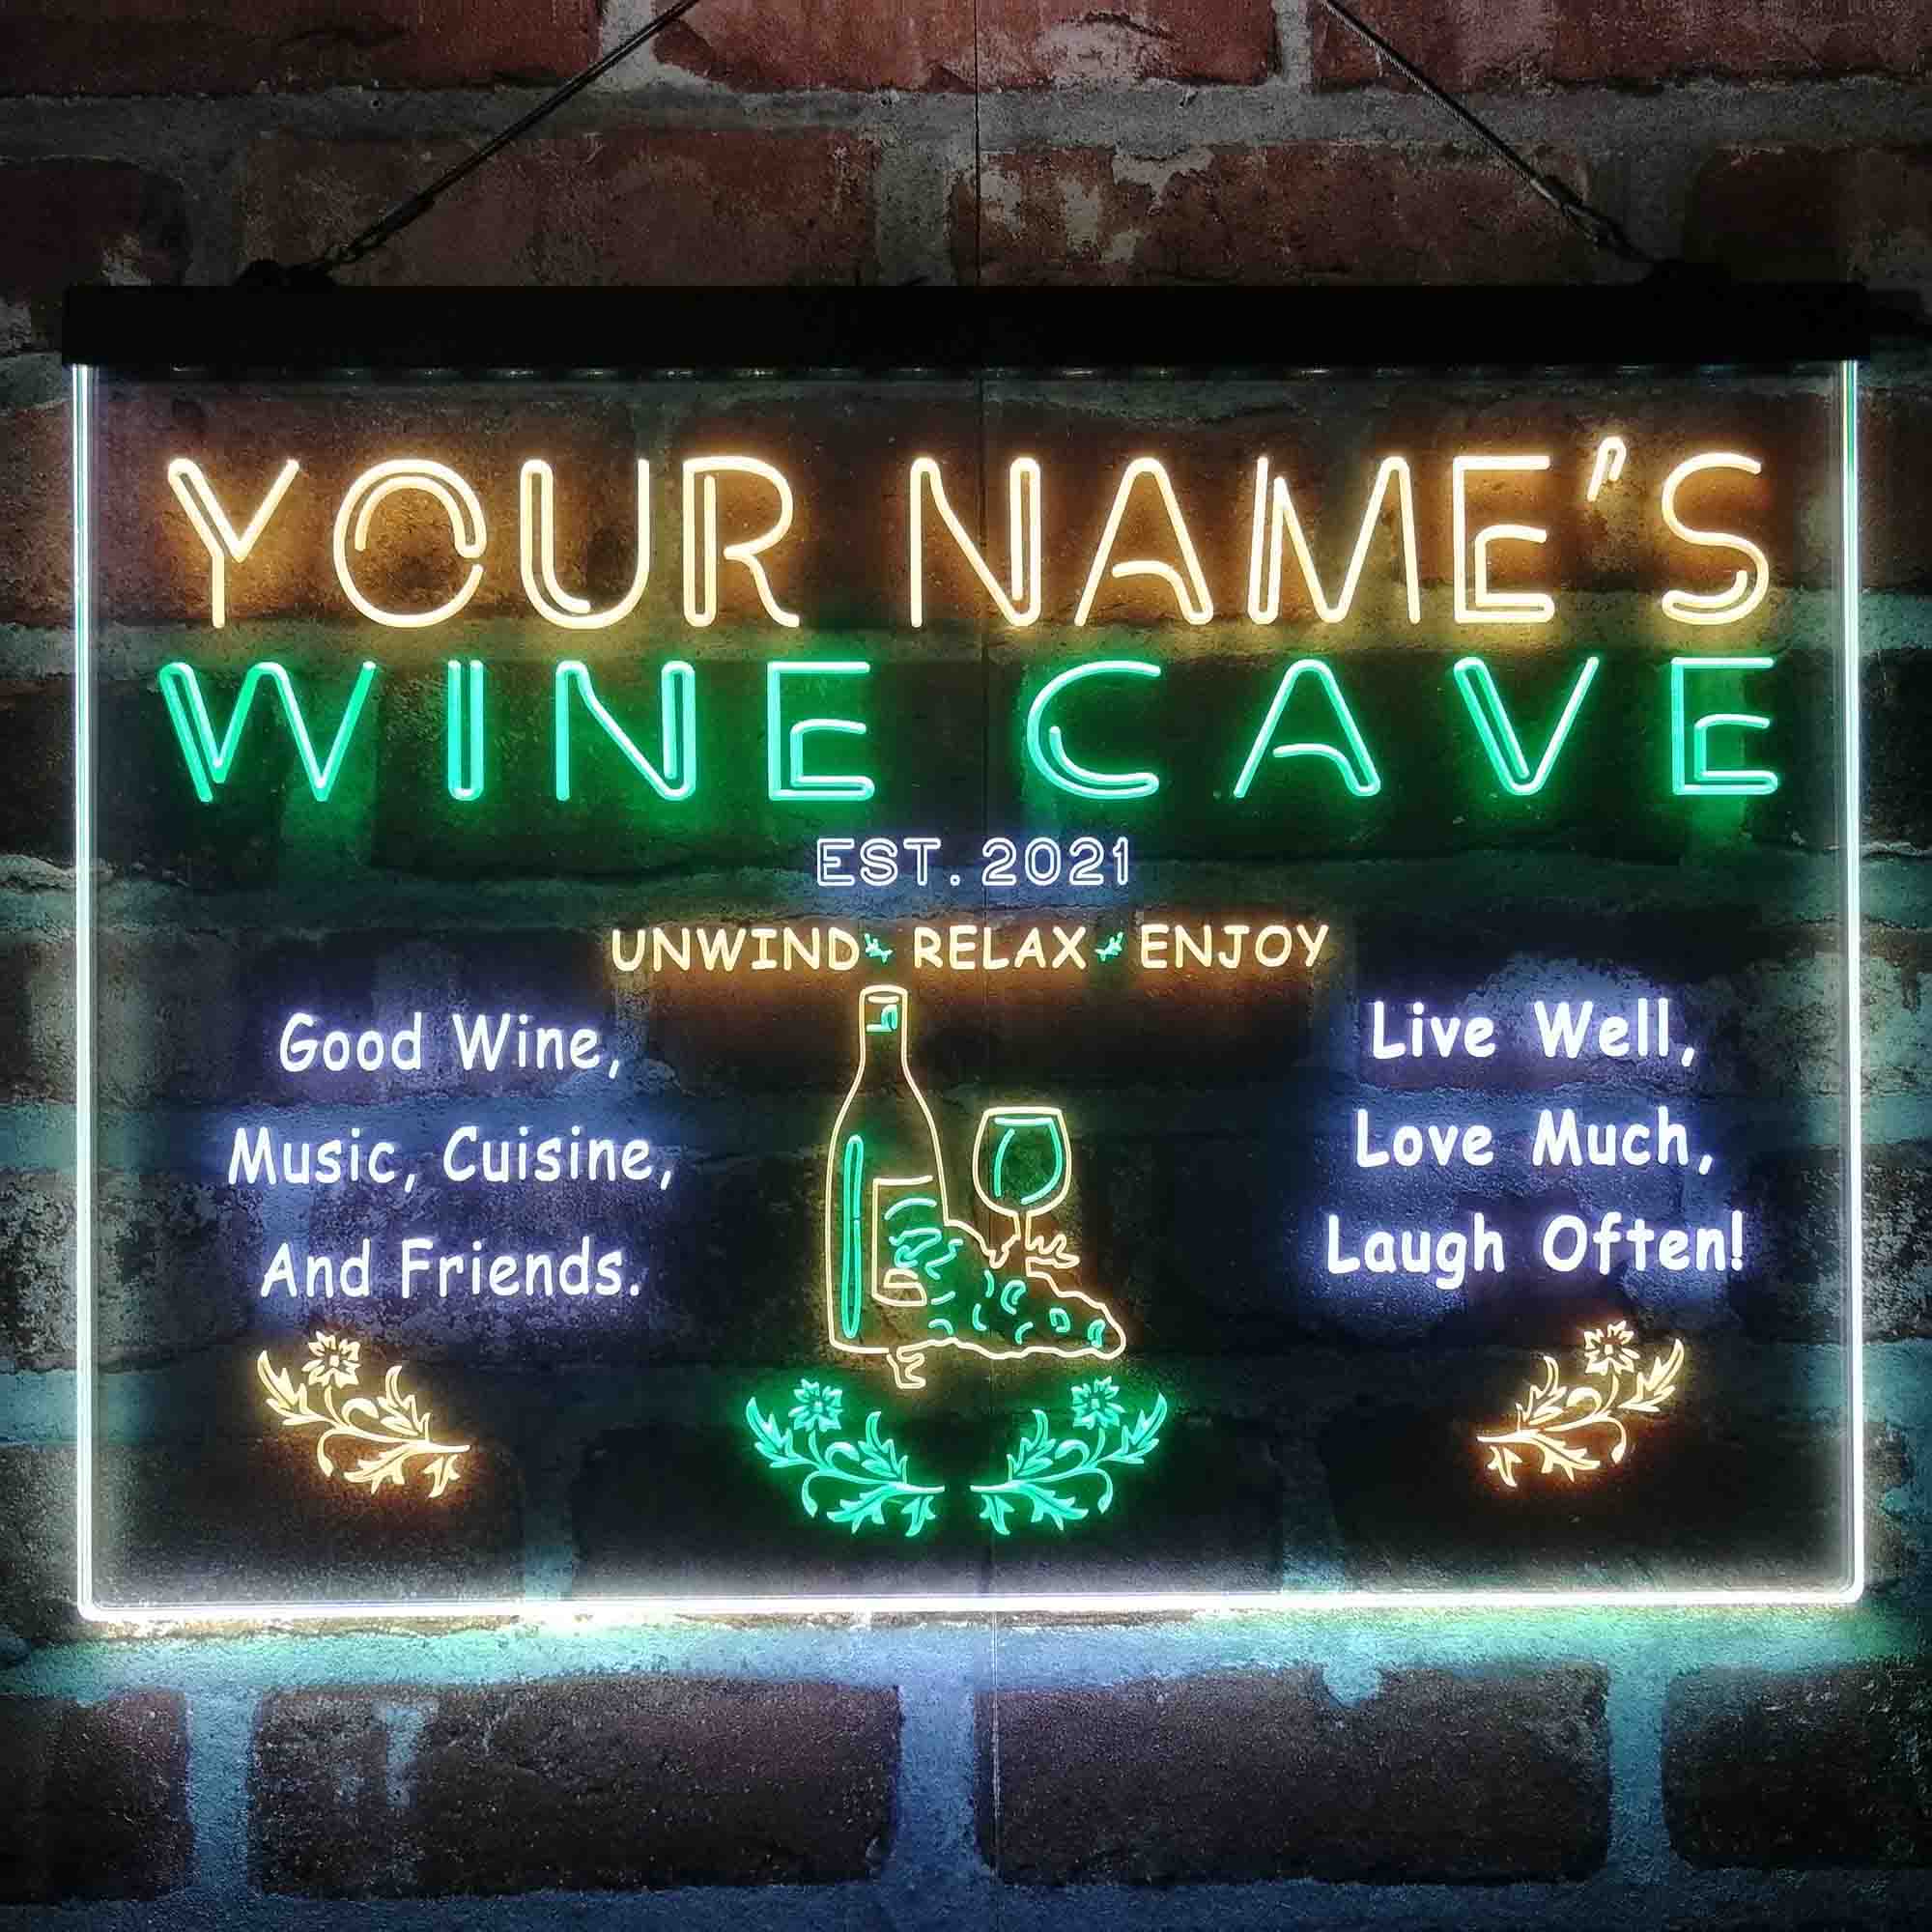 YOUR NAME'S
WINE CAVE
EST. 2021
UNWIND RELAX ENJOY
Good Wine,
Music, Cuisine,
And Friends.
Live Well,
Love Much,
Laugh Often!